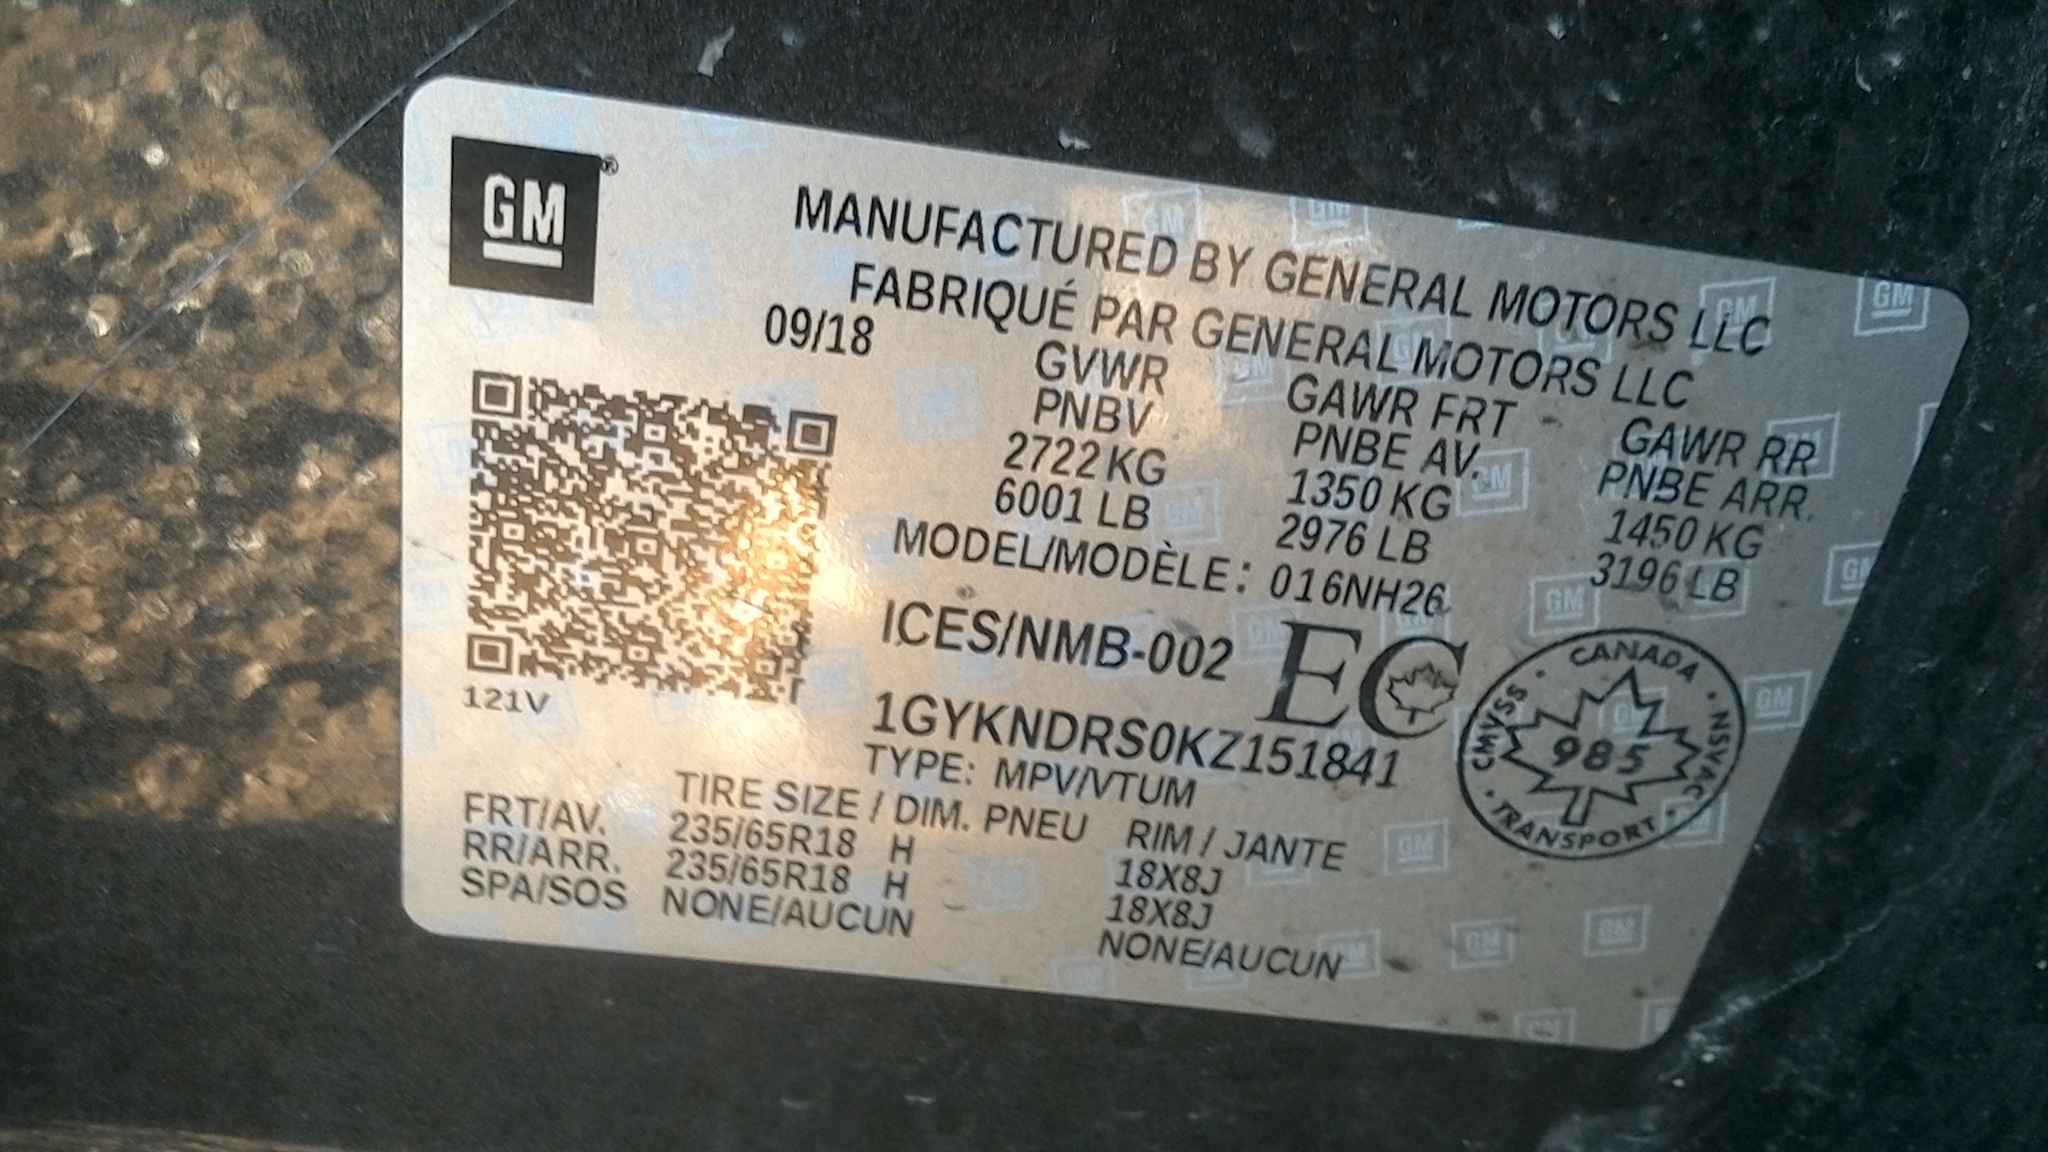 GM®
MANUFACTURED BY GENERAL MOTORS LLC
FABRIQUÉ PAR GENERAL MOTORS LLC
09/18
GVWR GAWR FRT GAWR RR
PNBV PNBE AV. PNBE ARR.
2722 KG 1350 KG 1450 KG
6001 LB 2976 LB 3196 LB
MODEL/MODÈLE: 016NH26
ICES/NMB-002 EC
121V
1GYKNDRS0KZ151841
TYPE: MPV/VTUM
CANADA · NSVAC · TRANSPORT · CMVSS ·
985
TIRE SIZE / DIM. PNEU RIM / JANTE
FRT/AV. 235/65R18 H 18X8J
RR/ARR. 235/65R18 H 18X8J
SPA/SOS NONE/AUCUN NONE/AUCUN